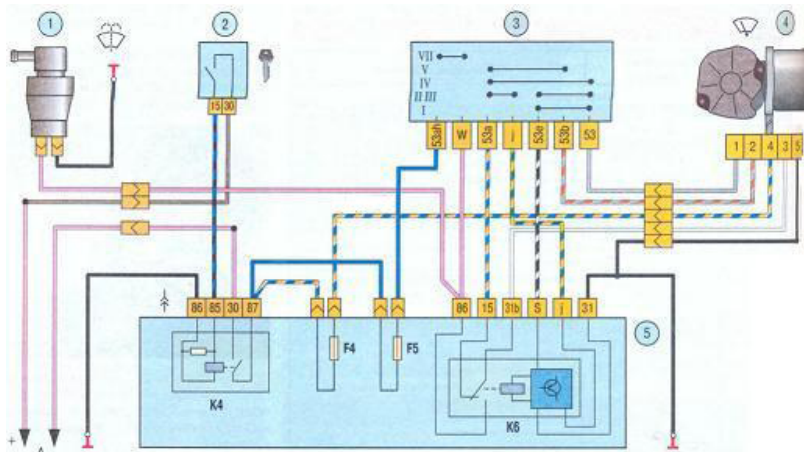 1 2 3 4
VII
V
IV
II III
I
15 30
53ah W 53a j 53e 53b 53
1 2 4 3 5
86 85 30 87
86 15 31b S j 31
5
F4 F5
K4 K6
+ A